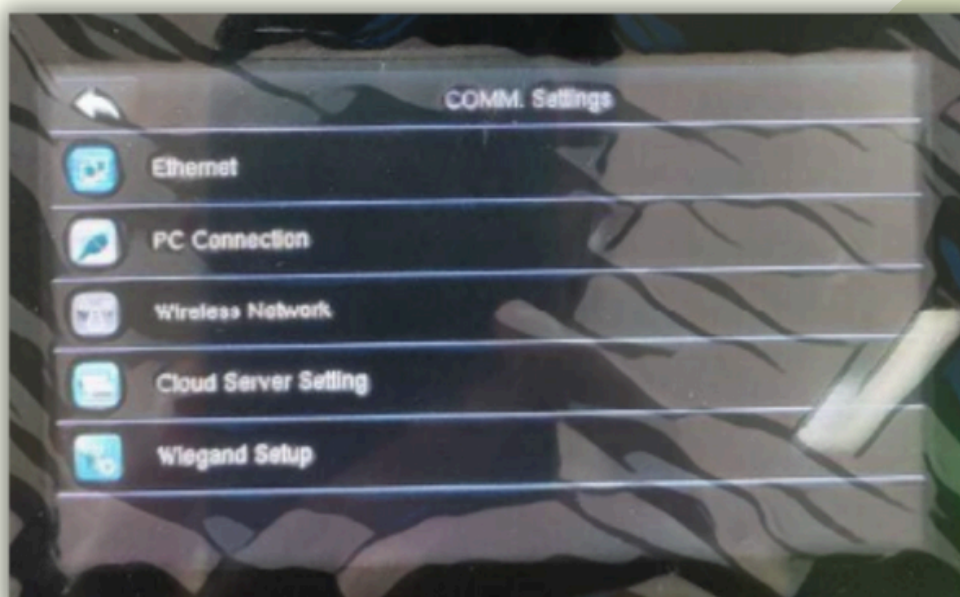 COMM. Settings
Ethernet
PC Connection
Wireless Network
Cloud Server Setting
Wiegand Setup